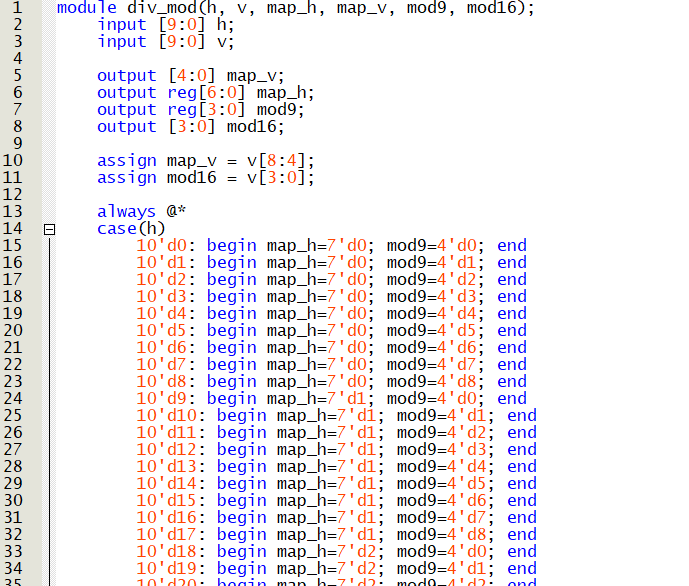 1 module div_mod(h, v, map_h, map_v, mod9, mod16);
2 input [9:0] h;
3 input [9:0] v;
4
5 output [4:0] map_v;
6 output reg[6:0] map_h;
7 output reg[3:0] mod9;
8 output [3:0] mod16;
9
10 assign map_v = v[8:4];
11 assign mod16 = v[3:0];
12
13 always @*
14 case(h)
15 10'd0: begin map_h=7'd0; mod9=4'd0; end
16 10'd1: begin map_h=7'd0; mod9=4'd1; end
17 10'd2: begin map_h=7'd0; mod9=4'd2; end
18 10'd3: begin map_h=7'd0; mod9=4'd3; end
19 10'd4: begin map_h=7'd0; mod9=4'd4; end
20 10'd5: begin map_h=7'd0; mod9=4'd5; end
21 10'd6: begin map_h=7'd0; mod9=4'd6; end
22 10'd7: begin map_h=7'd0; mod9=4'd7; end
23 10'd8: begin map_h=7'd0; mod9=4'd8; end
24 10'd9: begin map_h=7'd1; mod9=4'd0; end
25 10'd10: begin map_h=7'd1; mod9=4'd1; end
26 10'd11: begin map_h=7'd1; mod9=4'd2; end
27 10'd12: begin map_h=7'd1; mod9=4'd3; end
28 10'd13: begin map_h=7'd1; mod9=4'd4; end
29 10'd14: begin map_h=7'd1; mod9=4'd5; end
30 10'd15: begin map_h=7'd1; mod9=4'd6; end
31 10'd16: begin map_h=7'd1; mod9=4'd7; end
32 10'd17: begin map_h=7'd1; mod9=4'd8; end
33 10'd18: begin map_h=7'd2; mod9=4'd0; end
34 10'd19: begin map_h=7'd2; mod9=4'd1; end
35 10'd20: begin map_h=7'd2; mod9=4'd2; end